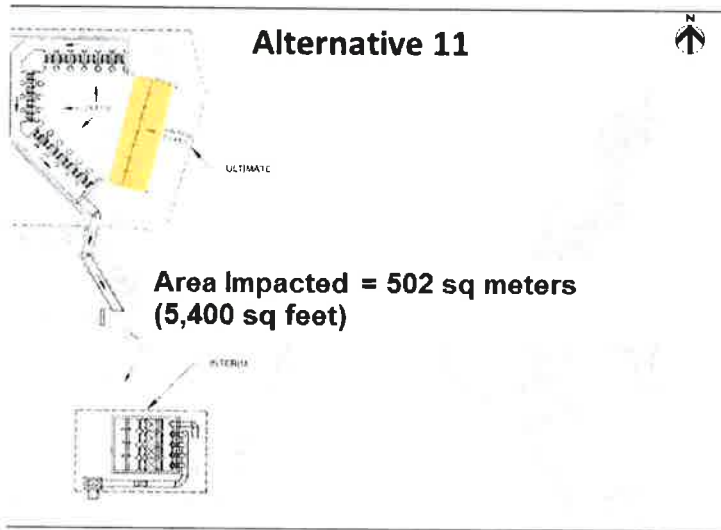 Alternative 11
N
ULTIMATE
Area Impacted = 502 sq meters
(5,400 sq feet)
INTERIM